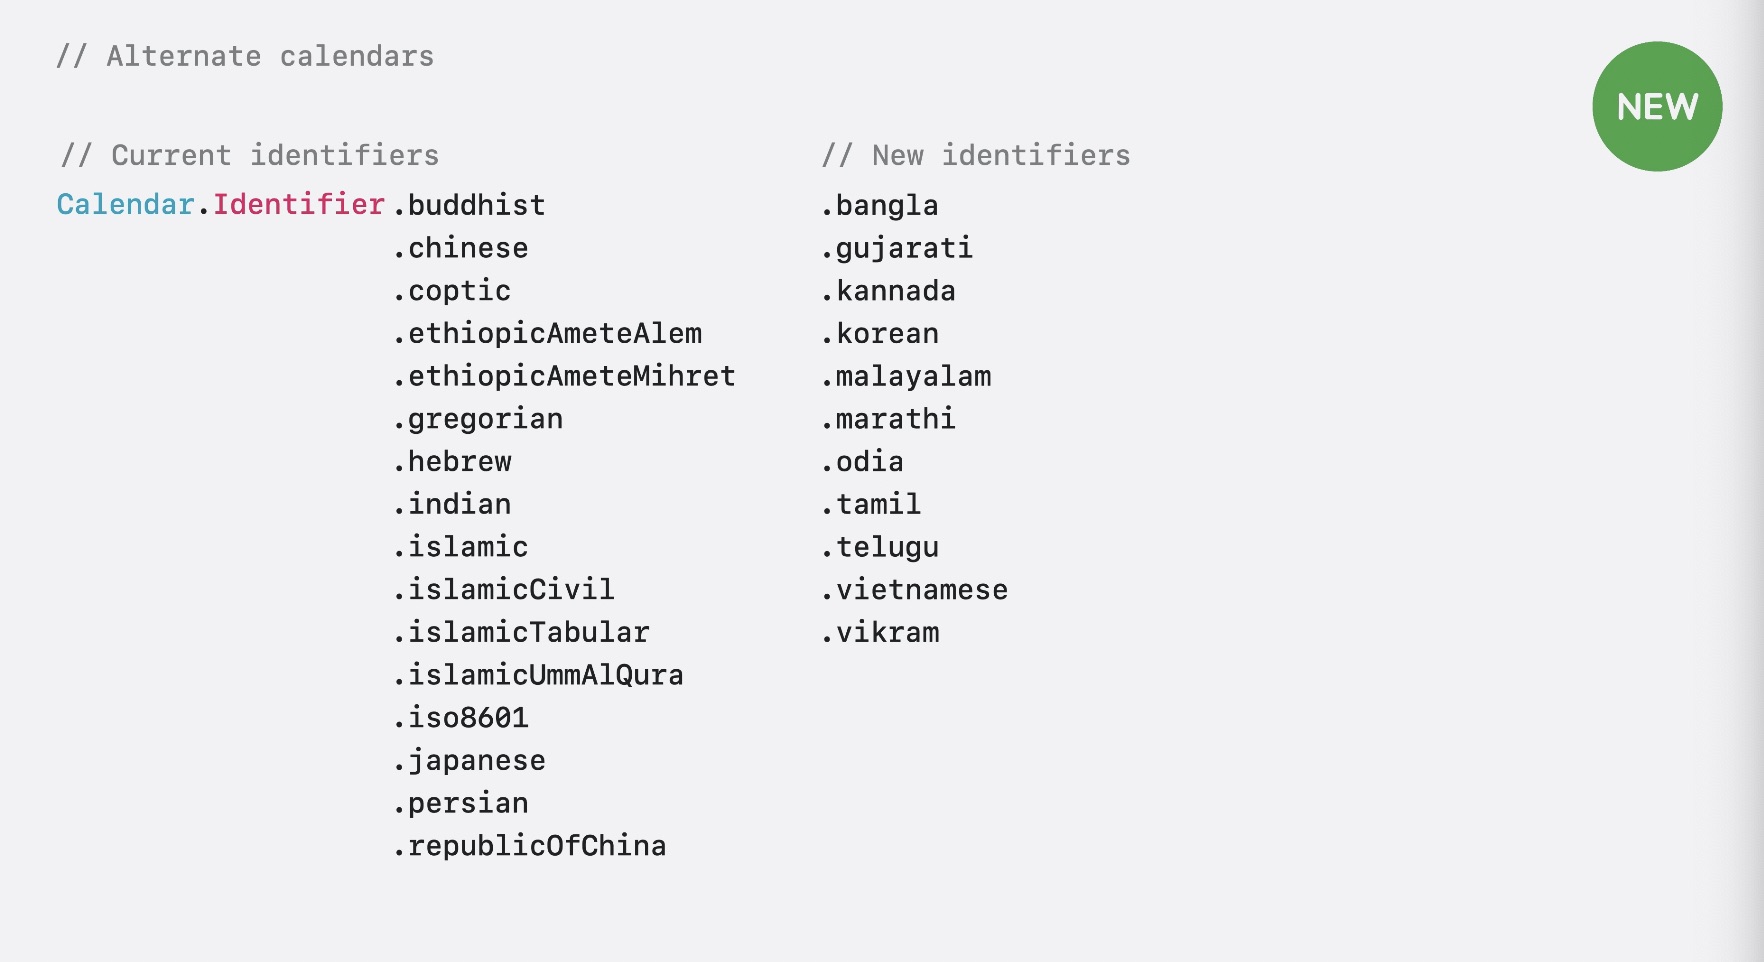 // Alternate calendars
NEW
// Current identifiers
Calendar.Identifier.buddhist
.chinese
.coptic
.ethiopicAmeteAlem
.ethiopicAmeteMihret
.gregorian
.hebrew
.indian
.islamic
.islamicCivil
.islamicTabular
.islamicUmmAlQura
.iso8601
.japanese
.persian
.republicOfChina
// New identifiers
.bangla
.gujarati
.kannada
.korean
.malayalam
.marathi
.odia
.tamil
.telugu
.vietnamese
.vikram